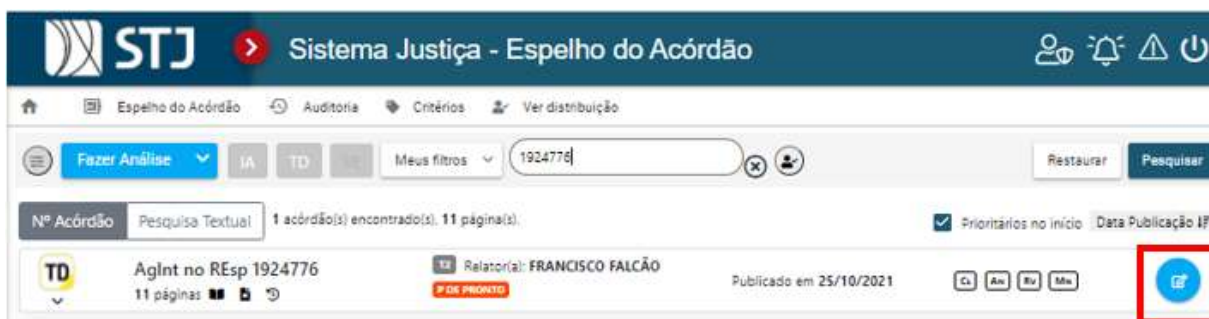 STJ Sistema Justiça - Espelho do Acórdão
Espelho do Acórdão Auditoria Critérios Ver distribuição
Fazer Análise IA TD Meus filtros 1924776 Restaurar Pesquisar
Nº Acórdão Pesquisa Textual 1 acórdão(s) encontrado(s). 11 página(s). Prioritários no início Data Publicação
TD AgInt no REsp 1924776 12 Relator(a): FRANCISCO FALCÃO Publicado em 25/10/2021 An Rv Mn
11 páginas P DE PRONTO